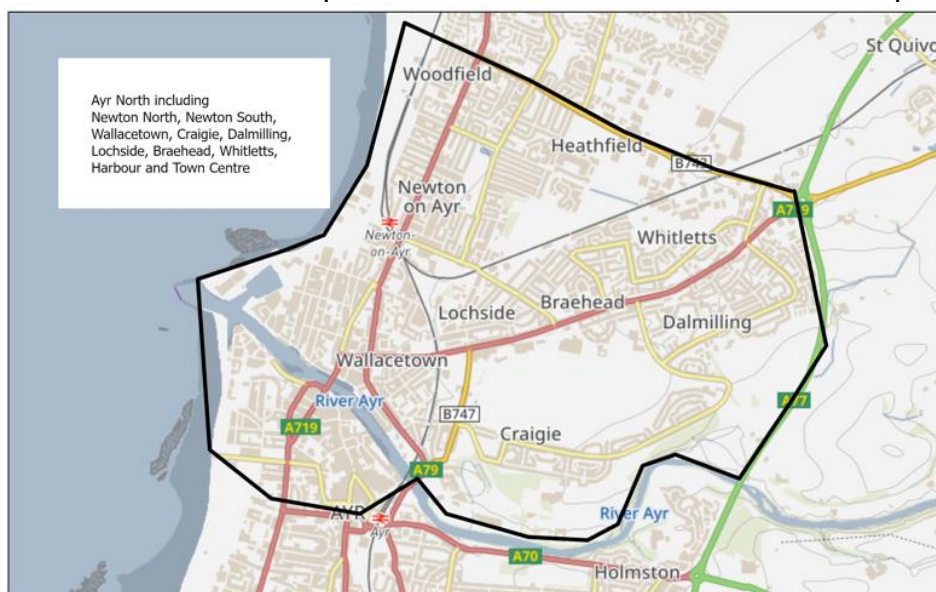 Ayr North including
Newton North, Newton South,
Wallacetown, Craigie, Dalmilling,
Lochside, Braehead, Whitletts,
Harbour and Town Centre
St Quivo
Woodfield
Heathfield
B743
Newton
on Ayr
Newton-
on-Ayr
A719
Whitletts
Braehead
Lochside
Dalmilling
Wallacetown
River Ayr
B747
A77
A719
Craigie
A79
AYR
Ayr
River Ayr
A70
Holmston